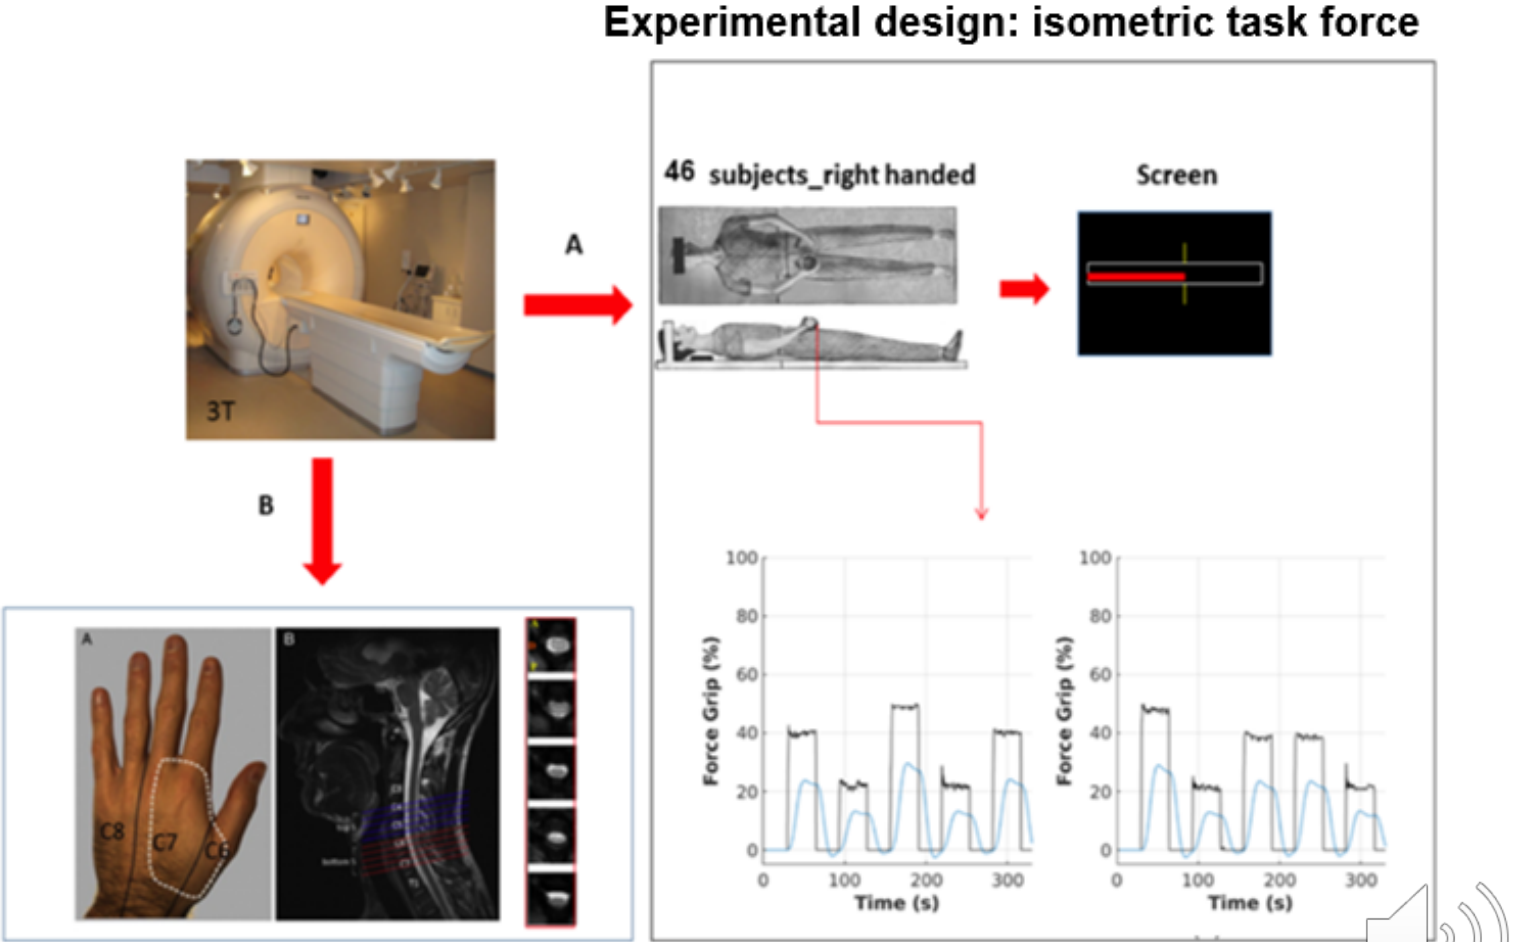 Experimental design: isometric task force
46 subjects_right handed
Screen
A
3T
B
A
B
C8
C7
C6
C7
bottom
100
80
60
40
20
0
Force Grip (%)
0 100 200 300
Time (s)
100
80
60
40
20
0
Force Grip (%)
0 100 200 300
Time (s)